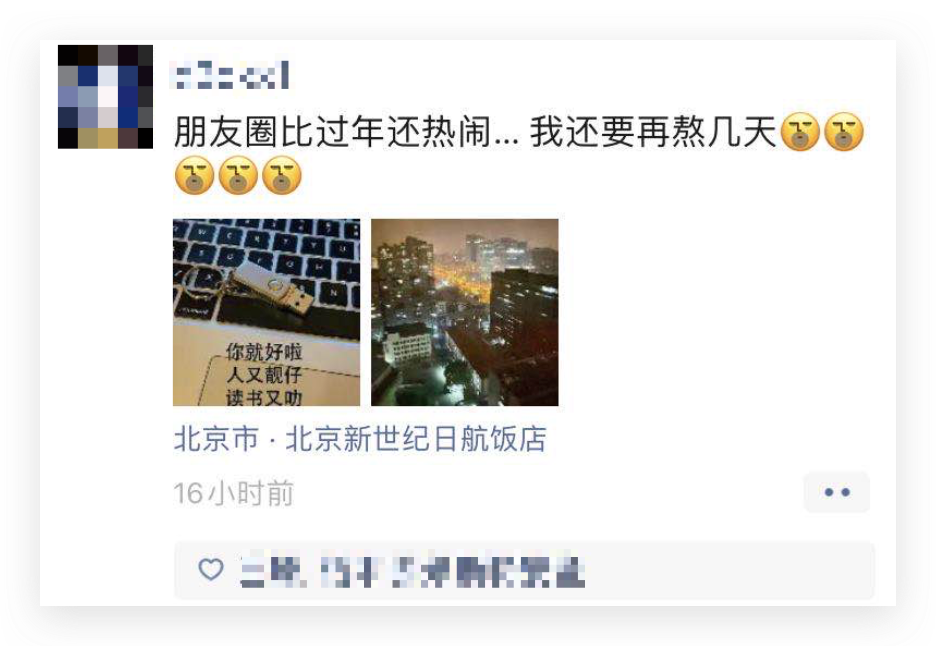 朋友圈比过年还热闹... 我还要再熬几天
你就好啦
人又靓仔
读书又叻
北京市 · 北京新世纪日航饭店
16小时前